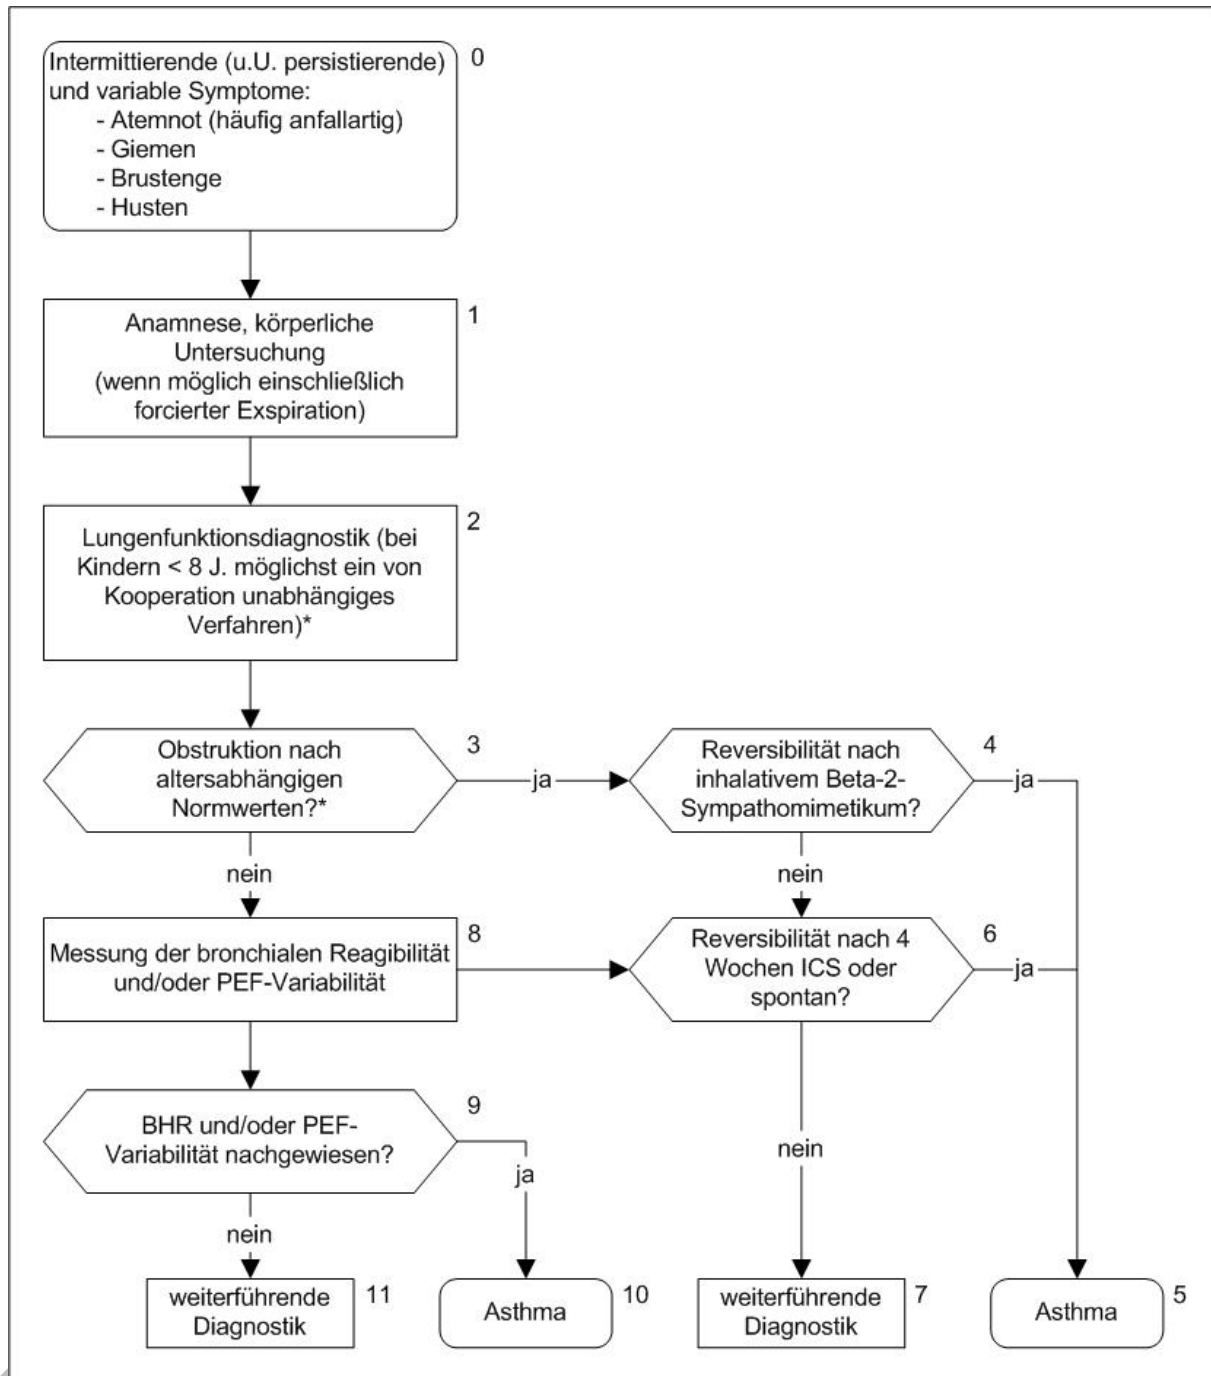 Intermittierende (u.U. persistierende)
und variable Symptome:
- Atemnot (häufig anfallartig)
- Giemen
- Brustenge
- Husten
0
Anamnese, körperliche
Untersuchung
(wenn möglich einschließlich
forcierter Exspiration)
1
Lungenfunktionsdiagnostik (bei
Kindern < 8 J. möglichst ein von
Kooperation unabhängiges
Verfahren)*
2
Obstruktion nach
altersabhängigen
Normwerten?*
3
ja
Reversibilität nach
inhalativem Beta-2-
Sympathomimetikum?
4
ja
nein
nein
Messung der bronchialen Reagibilität
und/oder PEF-Variabilität
8
Reversibilität nach 4
Wochen ICS oder
spontan?
6
ja
BHR und/oder PEF-
Variabilität nachgewiesen?
9
ja
nein
nein
weiterführende
Diagnostik
11
Asthma
10
weiterführende
Diagnostik
7
Asthma
5